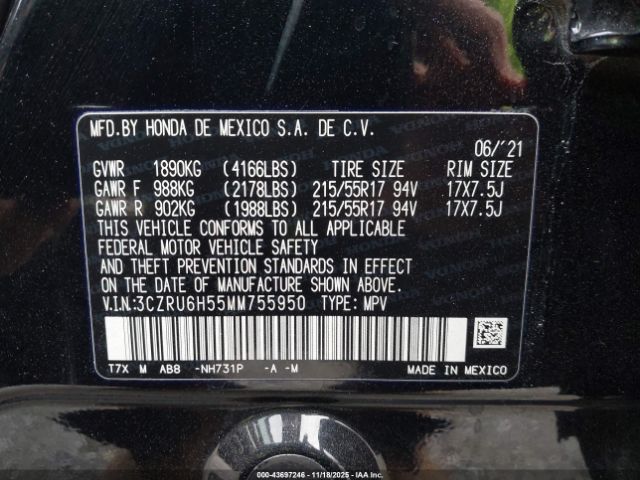 MFD.BY HONDA DE MEXICO S.A. DE C.V.
06/'21
GVWR 1890KG (4166LBS) TIRE SIZE RIM SIZE
GAWR F 988KG (2178LBS) 215/55R17 94V 17X7.5J
GAWR R 902KG (1988LBS) 215/55R17 94V 17X7.5J
THIS VEHICLE CONFORMS TO ALL APPLICABLE
FEDERAL MOTOR VEHICLE SAFETY
AND THEFT PREVENTION STANDARDS IN EFFECT
ON THE DATE OF MANUFACTURE SHOWN ABOVE.
V.I.N:3CZRU6H55MM755950 TYPE: MPV
T7X M AB8 -NH731P -A -M
MADE IN MEXICO
000-43697246 - 11/18/2025 - IAA Inc.